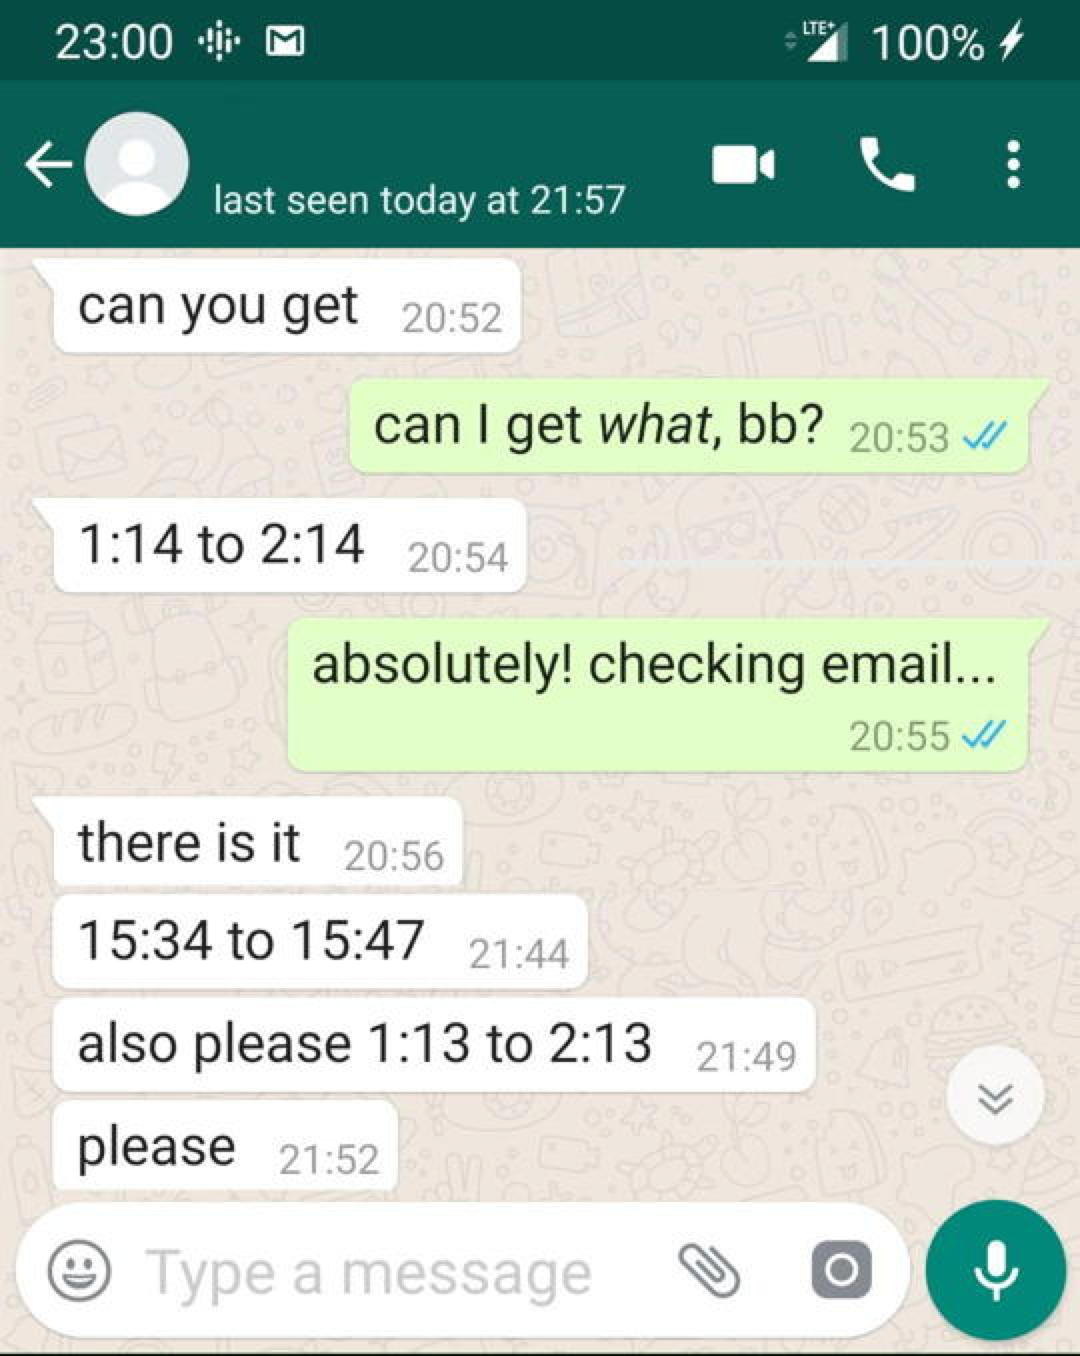 23:00 LTE+ 100%
last seen today at 21:57
can you get 20:52
can I get what, bb? 20:53
1:14 to 2:14 20:54
absolutely! checking email...
20:55
there is it 20:56
15:34 to 15:47 21:44
also please 1:13 to 2:13 21:49
please 21:52
Type a message